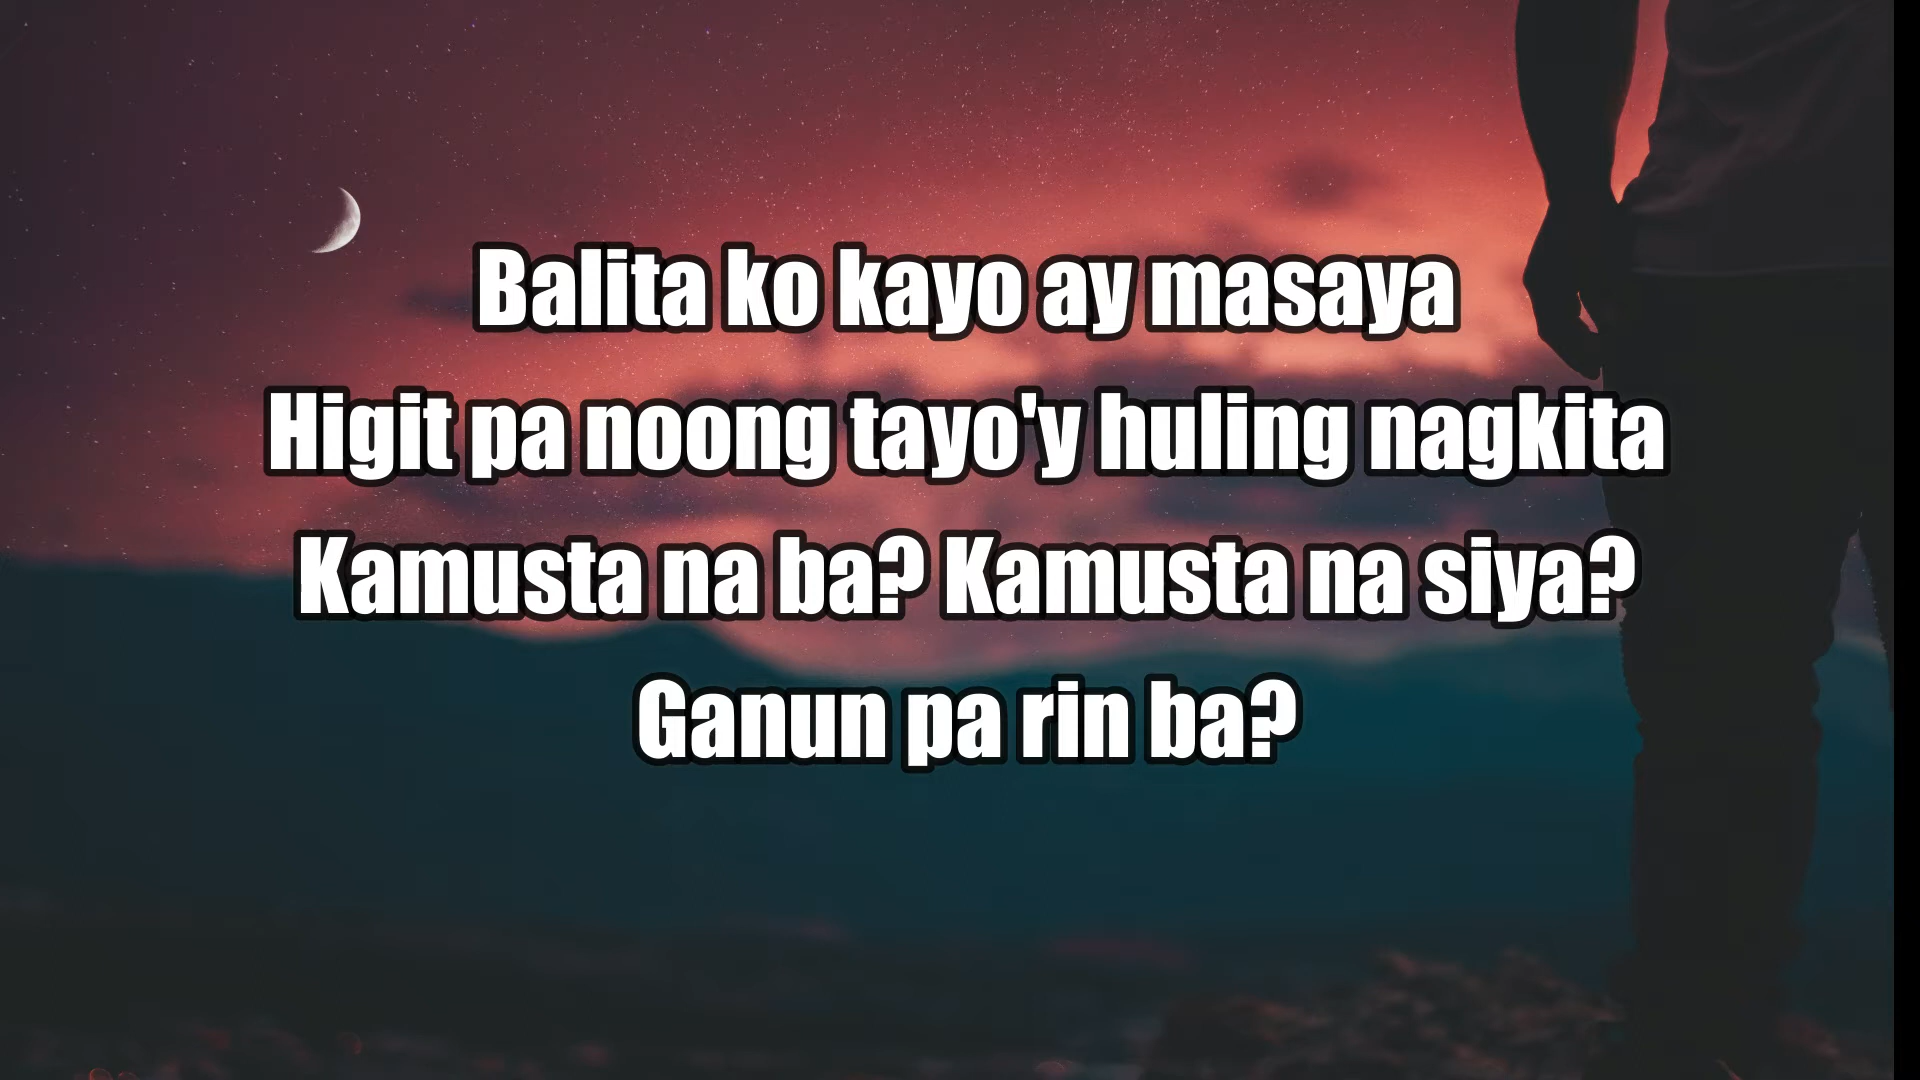 Balita ko kayo ay masaya
Higit pa noong tayo'y huling nagkita
Kamusta na ba? Kamusta na siya?
Ganun pa rin ba?